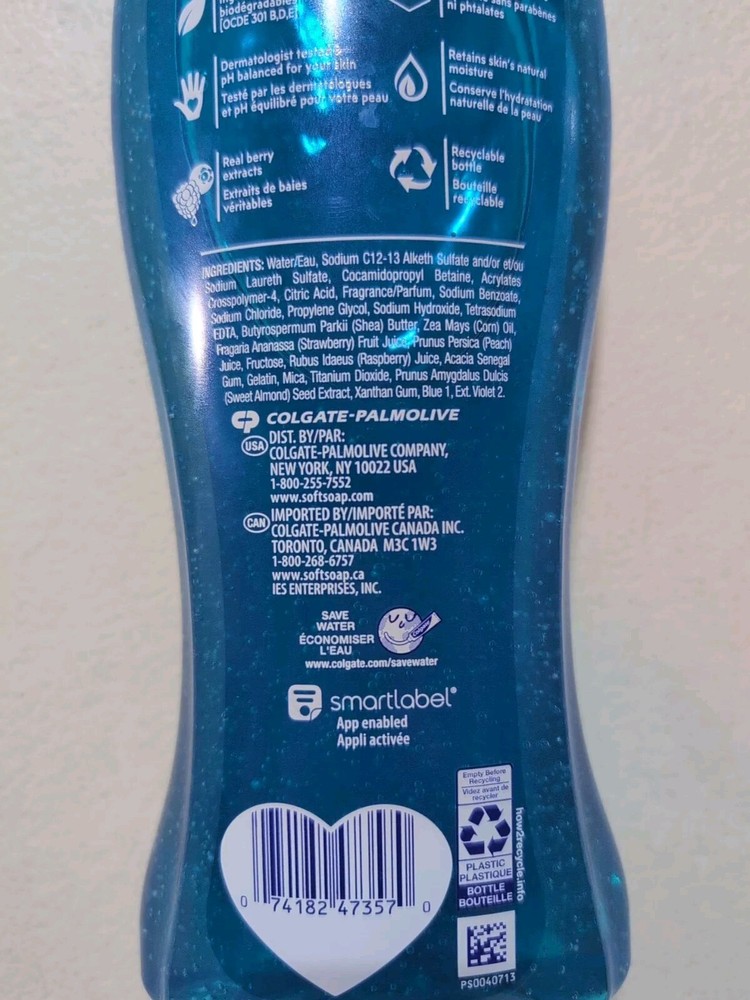 biodegradable
[OCDE 301 B,D,E]
sans parabènes
ni phtalates
Dermatologist tested
pH balanced for your skin
Testé par les dermatologues
et pH équilibré pour votre peau
Retains skin's natural
moisture
Conserve l'hydratation
naturelle de la peau
Real berry
extracts
Extraits de baies
véritables
Recyclable
bottle
Bouteille
recyclable
INGREDIENTS: Water/Eau, Sodium C12-13 Alketh Sulfate and/or et/ou
Sodium Laureth Sulfate, Cocamidopropyl Betaine, Acrylates
Crosspolymer-4, Citric Acid, Fragrance/Parfum, Sodium Benzoate,
Sodium Chloride, Propylene Glycol, Sodium Hydroxide, Tetrasodium
EDTA, Butyrospermum Parkii (Shea) Butter, Zea Mays (Corn) Oil,
Fragaria Ananassa (Strawberry) Fruit Juice, Prunus Persica (Peach)
Juice, Fructose, Rubus Idaeus (Raspberry) Juice, Acacia Senegal
Gum, Gelatin, Mica, Titanium Dioxide, Prunus Amygdalus Dulcis
(Sweet Almond) Seed Extract, Xanthan Gum, Blue 1, Ext. Violet 2.
CP COLGATE-PALMOLIVE
USA DIST. BY/PAR:
COLGATE-PALMOLIVE COMPANY,
NEW YORK, NY 10022 USA
1-800-255-7552
www.softsoap.com
CAN IMPORTED BY/IMPORTÉ PAR:
COLGATE-PALMOLIVE CANADA INC.
TORONTO, CANADA M3C 1W3
1-800-268-6757
www.softsoap.ca
IES ENTERPRISES, INC.
SAVE
WATER
ÉCONOMISER
L'EAU
www.colgate.com/savewater
smartlabel®
App enabled
Appli activée
Empty Before
Recycling
Videz avant de
recycler
PLASTIC
PLASTIQUE
BOTTLE
BOUTEILLE
how2recycle.info
0 74182 47357 0
PS0040713